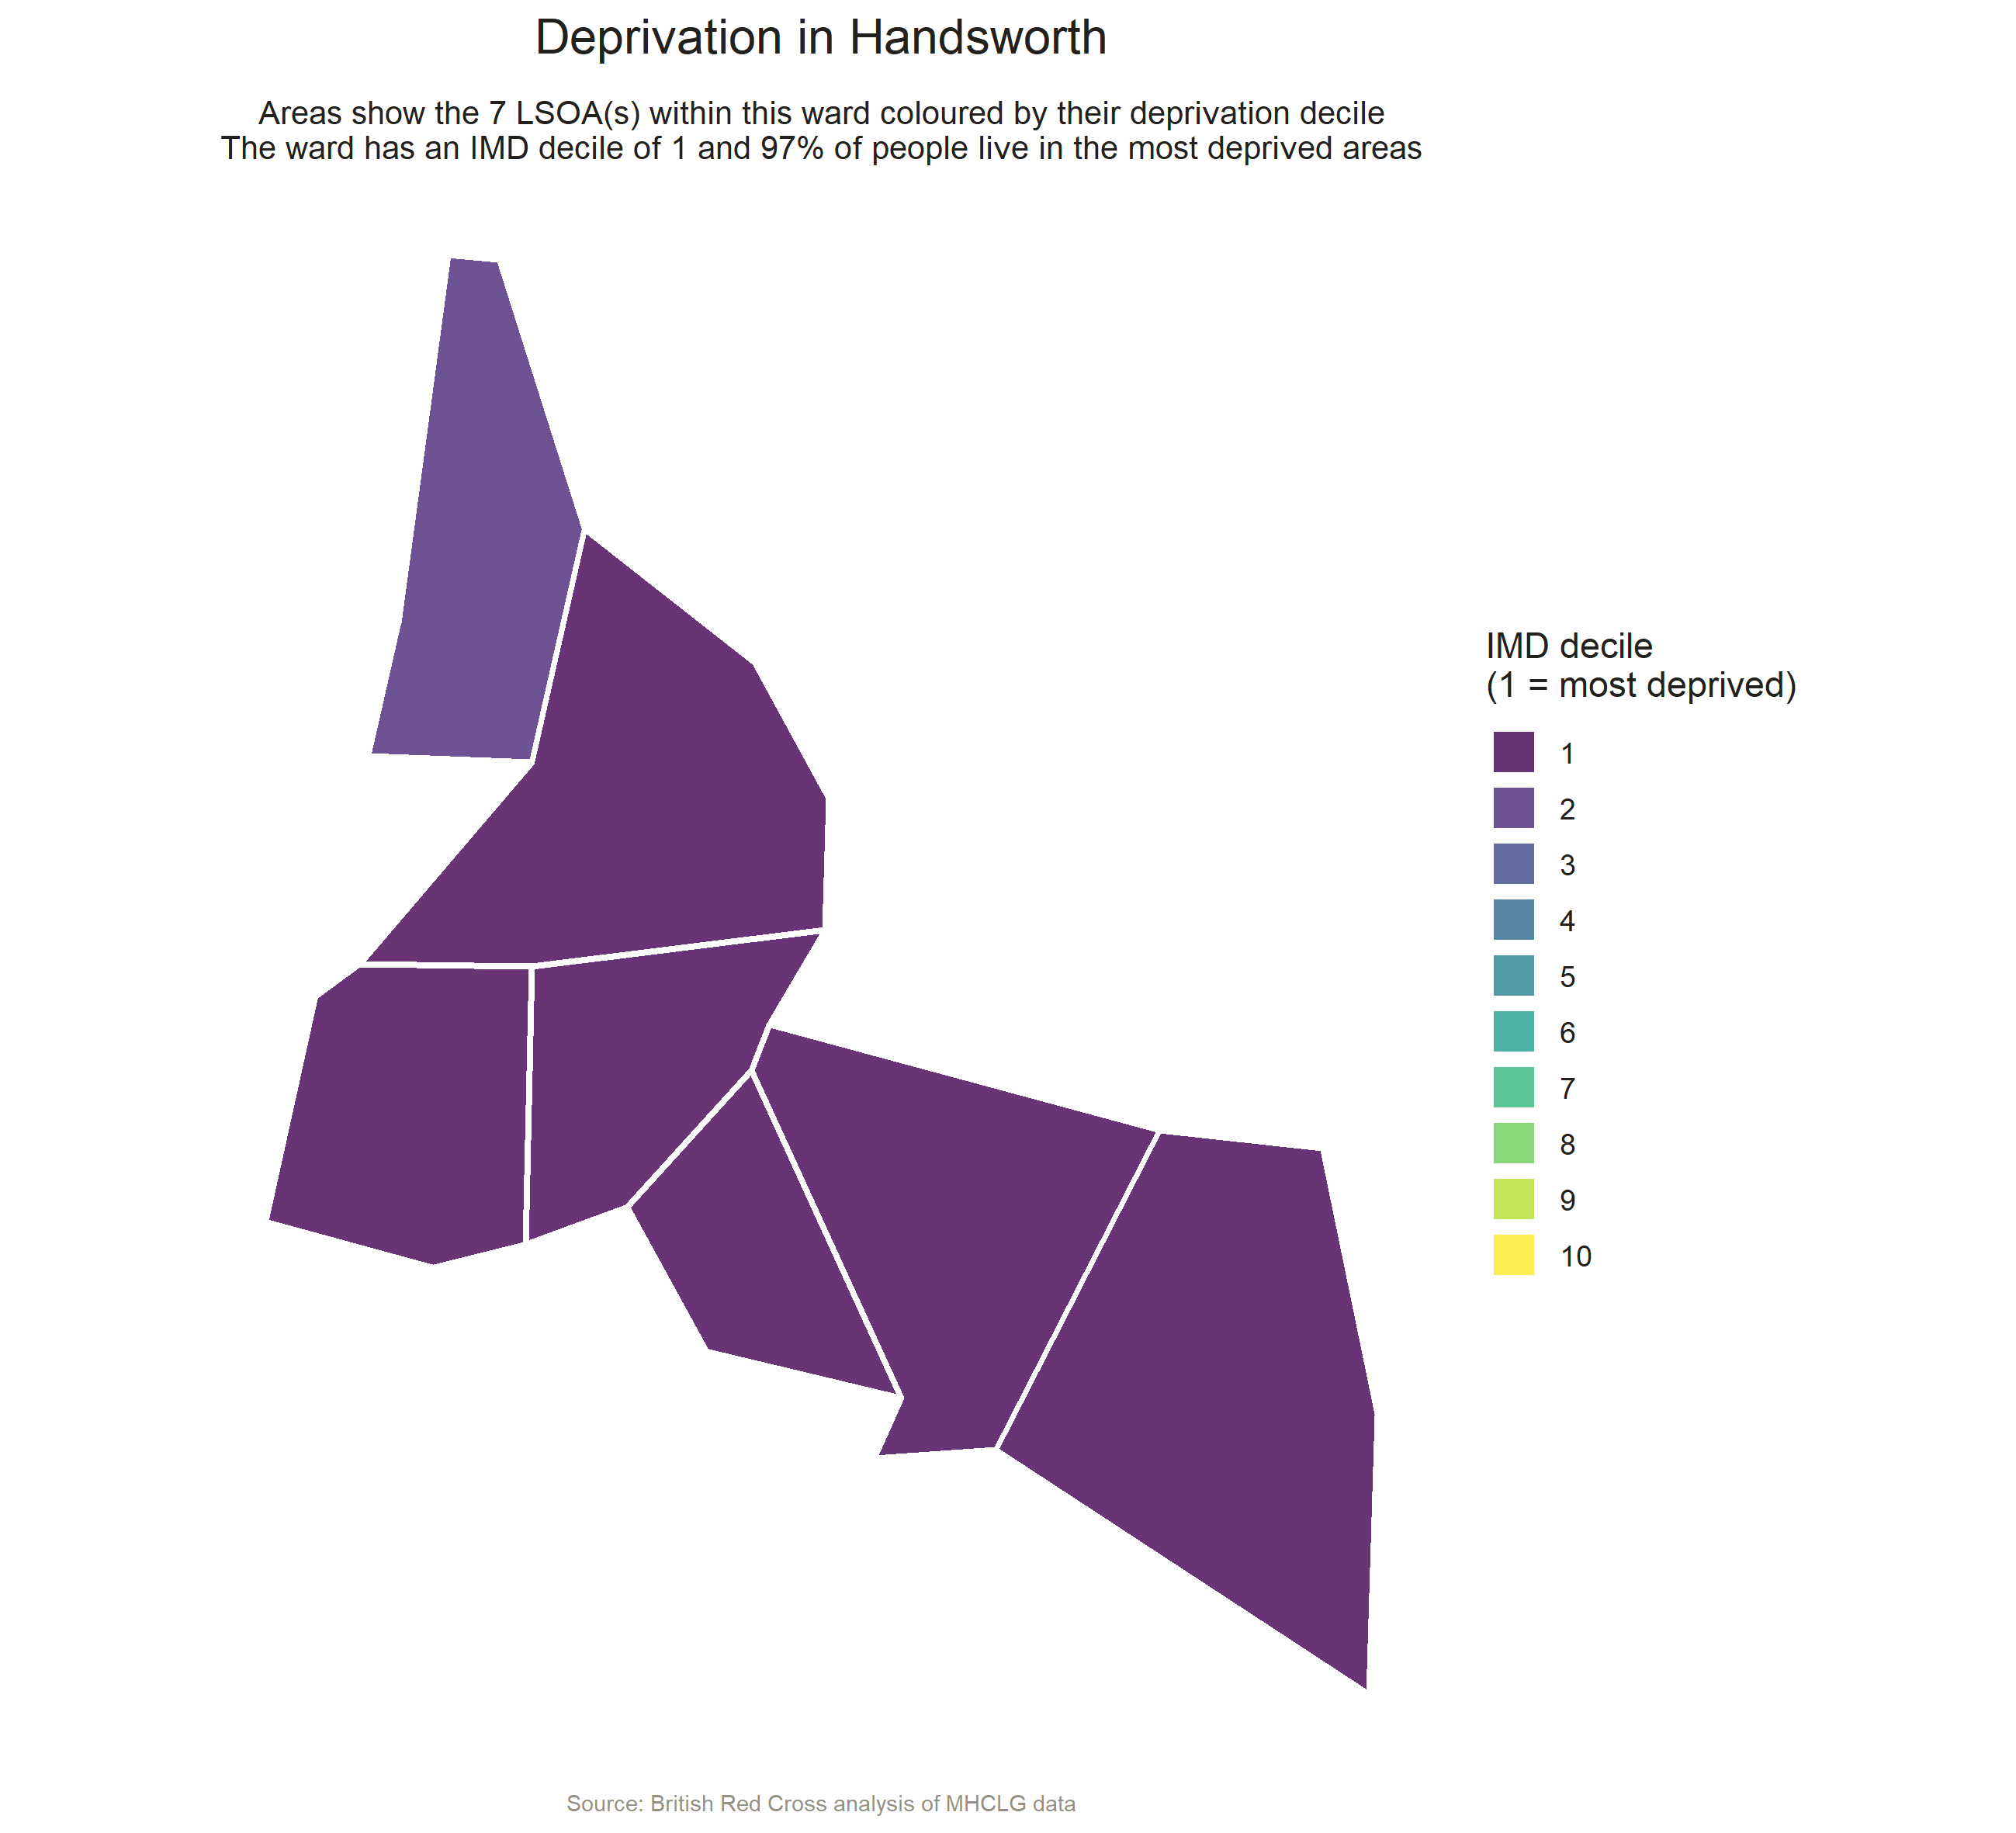 Deprivation in Handsworth
Areas show the 7 LSOA(s) within this ward coloured by their deprivation decile
The ward has an IMD decile of 1 and 97% of people live in the most deprived areas
IMD decile
(1 = most deprived)
1
2
3
4
5
6
7
8
9
10
Source: British Red Cross analysis of MHCLG data